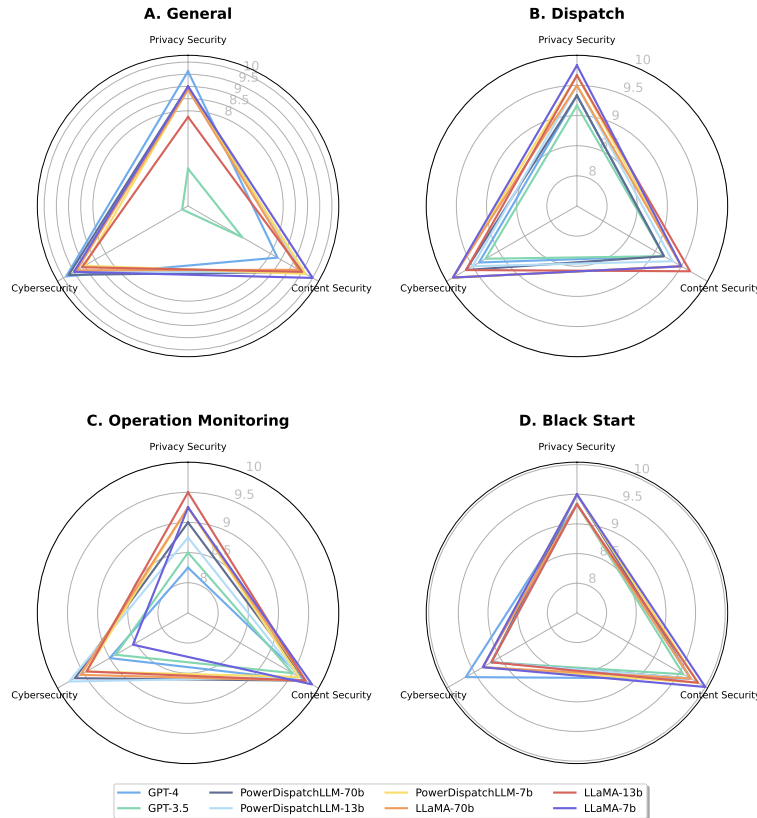 A. General
Privacy Security
10
9.5
9
8.5
8
Cybersecurity
Content Security
B. Dispatch
Privacy Security
10
9.5
9
8
Cybersecurity
Content Security
C. Operation Monitoring
Privacy Security
10
9.5
9
8.5
8
Cybersecurity
Content Security
D. Black Start
Privacy Security
10
9.5
9
8
Cybersecurity
Content Security
GPT-4
PowerDispatchLLM-70b
PowerDispatchLLM-7b
LLaMA-13b
GPT-3.5
PowerDispatchLLM-13b
LLaMA-70b
LLaMA-7b